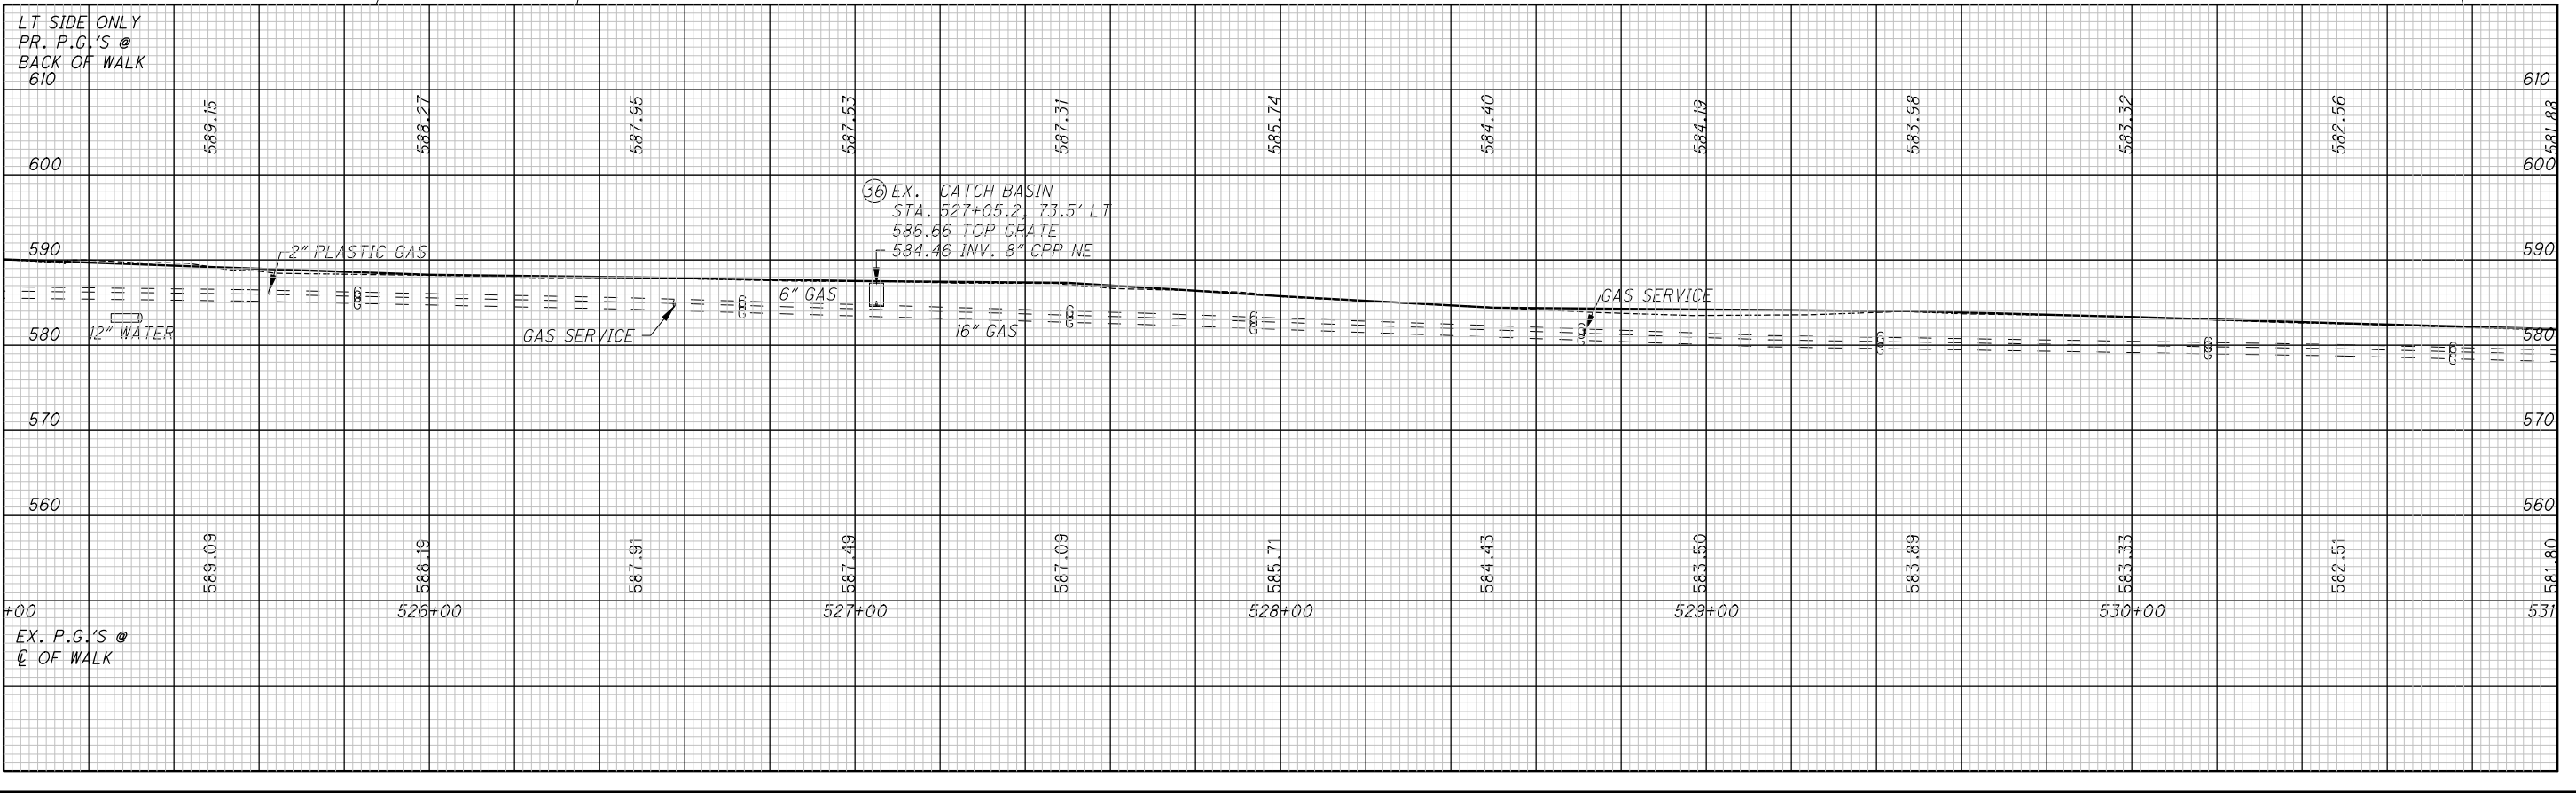 LT SIDE ONLY
PR. P.G.'S @
BACK OF WALK
610 610
589.15 588.27 587.95 587.53 587.31 585.74 584.40 584.19 583.98 583.32 582.56 581.88
600 600
36 EX. CATCH BASIN
STA. 527+05.2, 73.5' LT
586.66 TOP GRATE
584.46 INV. 8" CPP NE
590 590
2" PLASTIC GAS
6" GAS
GAS SERVICE
12" WATER
GAS SERVICE
16" GAS
580 580
570 570
560 560
589.09 588.19 587.91 587.49 587.09 585.71 584.43 583.50 583.89 583.33 582.51 581.80
+00 526+00 527+00 528+00 529+00 530+00 531
EX. P.G.'S @
℄ OF WALK